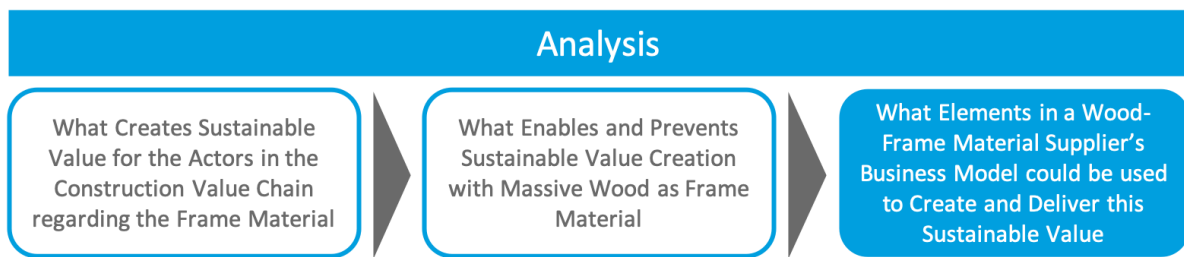 Analysis
What Creates Sustainable
Value for the Actors in the
Construction Value Chain
regarding the Frame Material
What Enables and Prevents
Sustainable Value Creation
with Massive Wood as Frame
Material
What Elements in a Wood-
Frame Material Supplier's
Business Model could be used
to Create and Deliver this
Sustainable Value